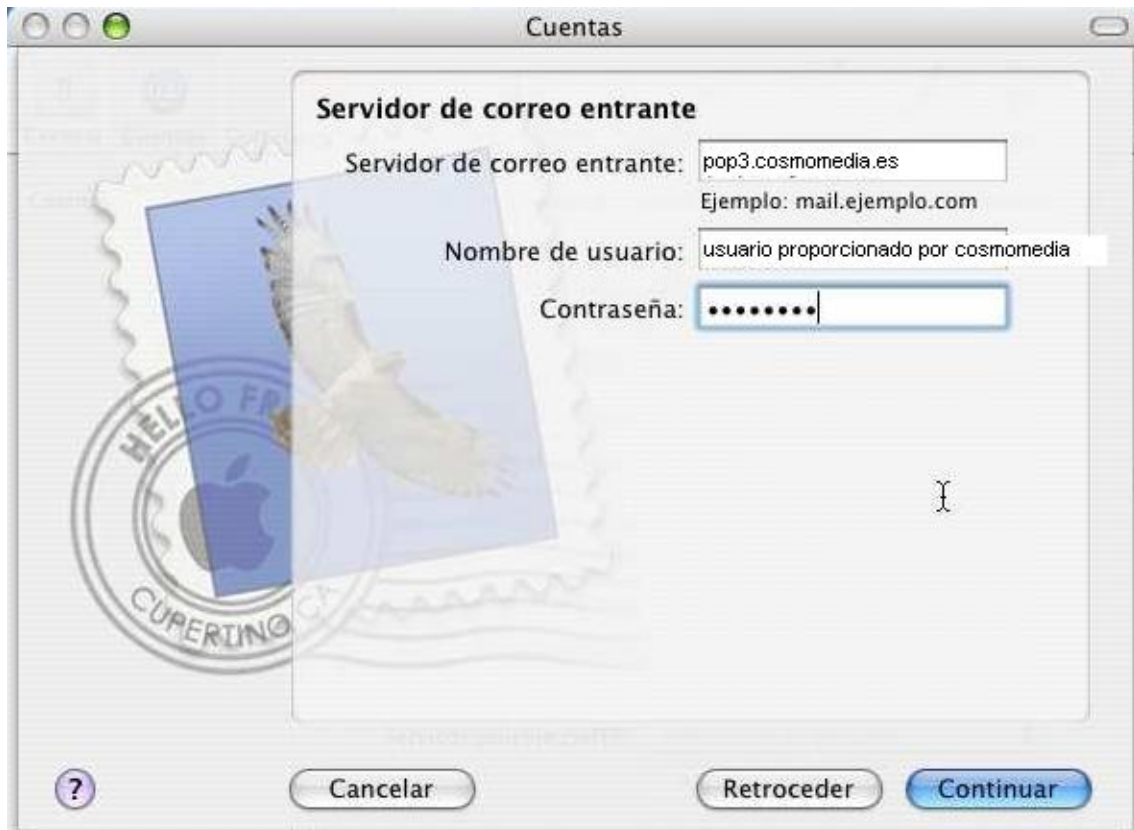 Cuentas
Servidor de correo entrante
Servidor de correo entrante: pop3.cosmomedia.es
Ejemplo: mail.ejemplo.com
Nombre de usuario: usuario proporcionado por cosmomedia
Contraseña: ••••••••
HELLO FR
CUPERTINO CA
? Cancelar Retroceder Continuar